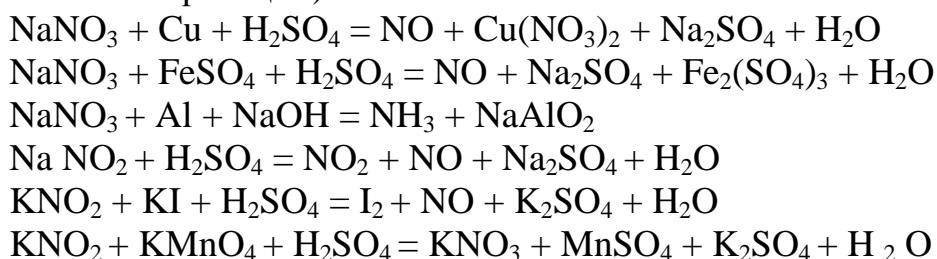 NaNO₃ + Cu + H₂SO₄ = NO + Cu(NO₃)₂ + Na₂SO₄ + H₂O
NaNO₃ + FeSO₄ + H₂SO₄ = NO + Na₂SO₄ + Fe₂(SO₄)₃ + H₂O
NaNO₃ + Al + NaOH = NH₃ + NaAlO₂
Na NO₂ + H₂SO₄ = NO₂ + NO + Na₂SO₄ + H₂O
KNO₂ + KI + H₂SO₄ = I₂ + NO + K₂SO₄ + H₂O
KNO₂ + KMnO₄ + H₂SO₄ = KNO₃ + MnSO₄ + K₂SO₄ + H ₂ O